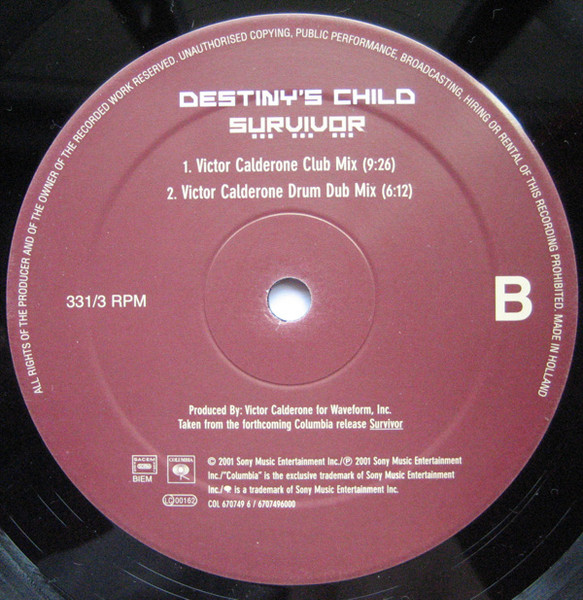 ALL RIGHTS OF THE PRODUCER AND OF THE OWNER OF THE RECORDED WORK RESERVED. UNAUTHORISED COPYING, PUBLIC PERFORMANCE, BROADCASTING, HIRING OR RENTAL OF THIS RECORDING PROHIBITED. MADE IN HOLLAND
DESTINY'S CHILD
SURVIVOR
1. Victor Calderone Club Mix (9:26)
2. Victor Calderone Drum Dub Mix (6:12)
331/3 RPM
B
Produced By: Victor Calderone for Waveform, Inc.
Taken from the forthcoming Columbia release Survivor
SACEM
BIEM
COLUMBIA
LC 00162
© 2001 Sony Music Entertainment Inc./℗ 2001 Sony Music Entertainment
Inc./"Columbia" is the exclusive trademark of Sony Music Entertainment
Inc./ is a trademark of Sony Music Entertainment Inc.
COL 670749 6 / 6707496000